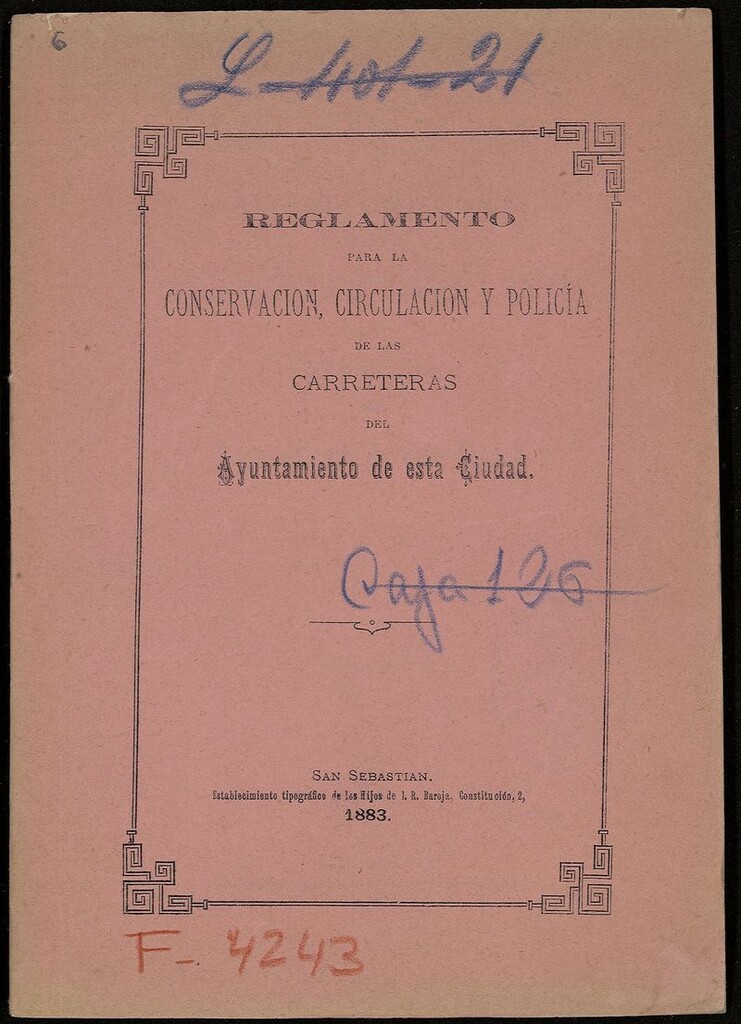 6
L-401-21
REGLAMENTO
PARA LA
CONSERVACION, CIRCULACION Y POLICÍA
DE LAS
CARRETERAS
DEL
Ayuntamiento de esta Ciudad.
Caja 126
SAN SEBASTIAN.
Establecimiento tipográfico de los Hijos de I. R. Baroja, Constitución, 2,
1883.
F- 4243